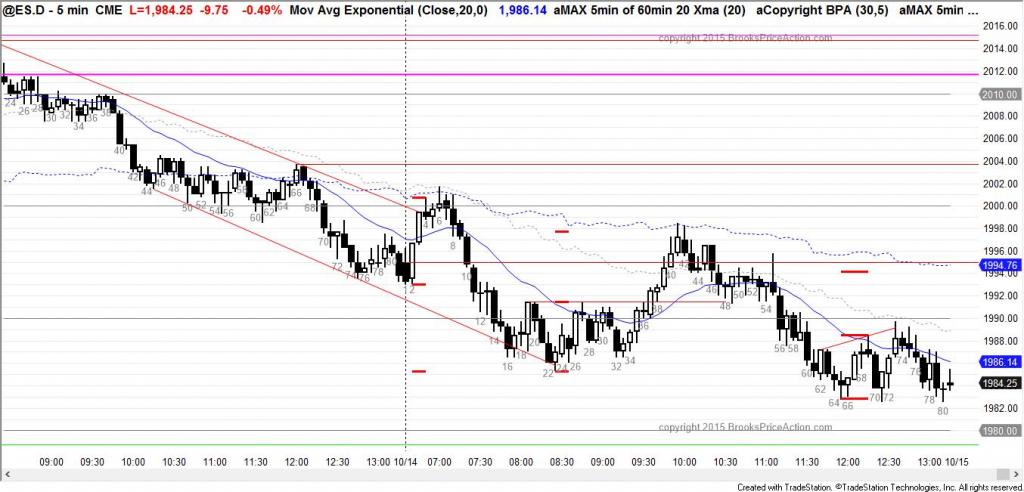 @ES.D - 5 min CME L=1,984.25 -9.75 -0.49% Mov Avg Exponential (Close,20,0) 1,986.14 aMAX 5min of 60min 20 Xma (20) aCopyright BPA (30,5) aMAX 5min ...
copyright 2015 BrooksPriceAction.com
2016.00
2014.00
2012.00
2010.00
2008.00
2006.00
2004.00
2002.00
2000.00
1998.00
1996.00
1994.76
1992.00
1990.00
1988.00
1986.14
1984.25
1982.00
1980.00
24 26 28 30 32 34 36 38
40 42 44 46 48 50 52 54 56 60 62 64 66 68
70 72 74 76 78 80
2 4 6 8 10 12 14 16 18 20 22 24 26 28 30 32 34 36 38 40 42 44 46 48 50 52 54 56 58 60 62 64 66 68 70 72 74 76 78 80
copyright 2015 BrooksPriceAction.com
09:00 09:30 10:00 10:30 11:00 11:30 12:00 12:30 13:00 10/14 07:00 07:30 08:00 08:30 09:00 09:30 10:00 10:30 11:00 11:30 12:00 12:30 13:00 10/15
Created with TradeStation. ©TradeStation Technologies, Inc. All rights reserved.